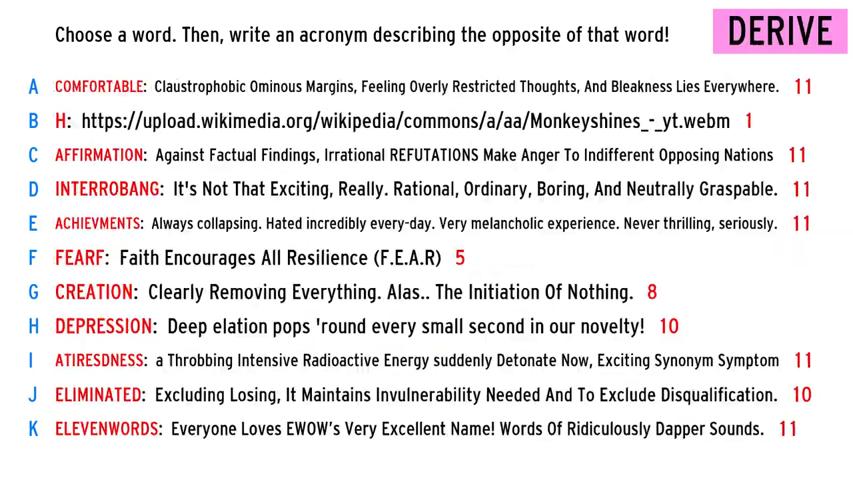 Choose a word. Then, write an acronym describing the opposite of that word!
DERIVE
A COMFORTABLE: Claustrophobic Ominous Margins, Feeling Overly Restricted Thoughts, And Bleakness Lies Everywhere. 11
B H: https://upload.wikimedia.org/wikipedia/commons/a/aa/Monkeyshines_-_yt.webm 1
C AFFIRMATION: Against Factual Findings, Irrational REFUTATIONS Make Anger To Indifferent Opposing Nations 11
D INTERROBANG: It's Not That Exciting, Really. Rational, Ordinary, Boring, And Neutrally Graspable. 11
E ACHIEVMENTS: Always collapsing. Hated incredibly every-day. Very melancholic experience. Never thrilling, seriously. 11
F FEARF: Faith Encourages All Resilience (F.E.A.R) 5
G CREATION: Clearly Removing Everything. Alas.. The Initiation Of Nothing. 8
H DEPRESSION: Deep elation pops 'round every small second in our novelty! 10
I ATIRESDNESS: a Throbbing Intensive Radioactive Energy suddenly Detonate Now, Exciting Synonym Symptom 11
J ELIMINATED: Excluding Losing, It Maintains Invulnerability Needed And To Exclude Disqualification. 10
K ELEVENWORDS: Everyone Loves EWOW's Very Excellent Name! Words Of Ridiculously Dapper Sounds. 11